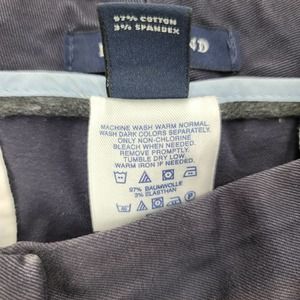 97% COTTON
3% SPANDEX
MACHINE WASH WARM NORMAL.
WASH DARK COLORS SEPARATELY.
ONLY NON-CHLORINE
BLEACH WHEN NEEDED.
REMOVE PROMPTLY.
TUMBLE DRY LOW.
WARM IRON IF NEEDED.
97% BAUMWOLLE
3% ELASTHAN